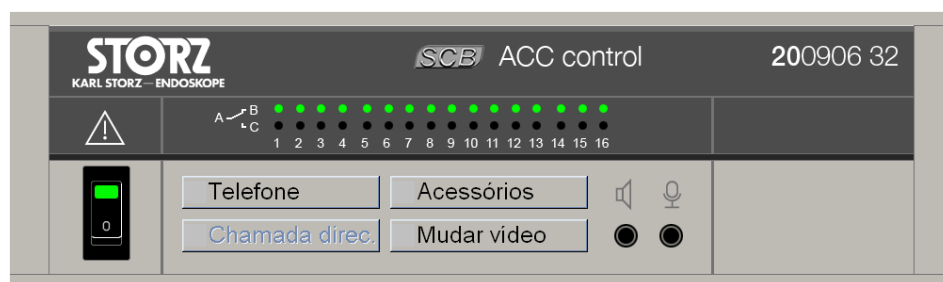 STORZ
KARL STORZ—ENDOSKOPE
SCB ACC control
200906 32
A B
C
1 2 3 4 5 6 7 8 9 10 11 12 13 14 15 16
Telefone
Acessórios
Chamada direc.
Mudar vídeo
0